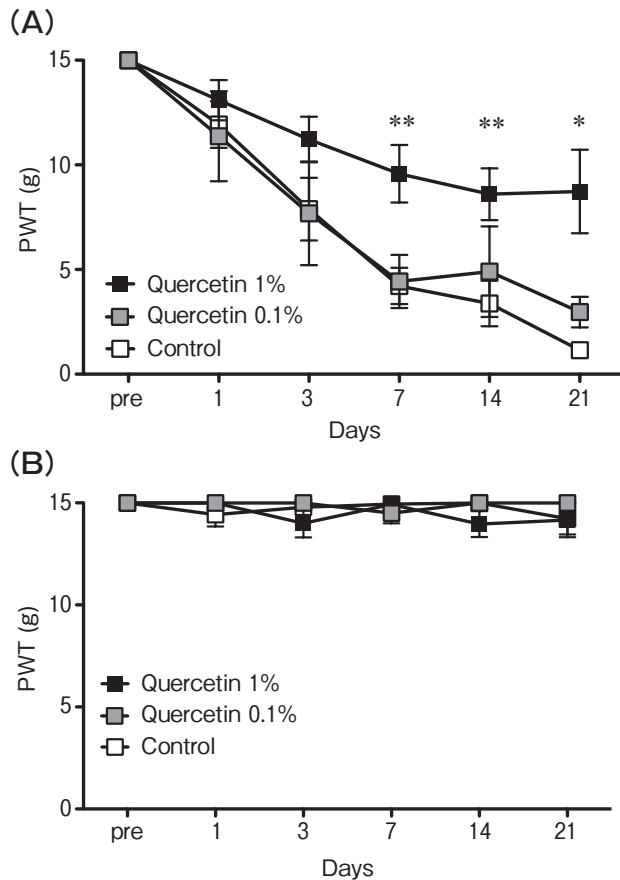 (A)
15
10
5
0
PWT (g)
** ** *
Quercetin 1%
Quercetin 0.1%
Control
pre 1 3 7 14 21
Days
(B)
15
10
5
0
PWT (g)
Quercetin 1%
Quercetin 0.1%
Control
pre 1 3 7 14 21
Days